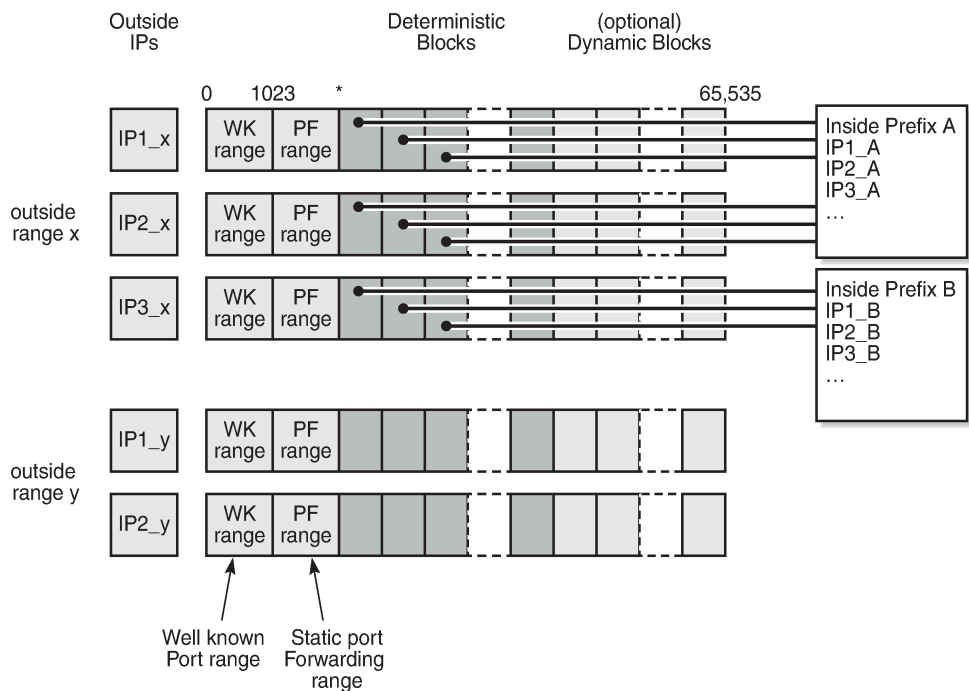 Outside
IPs
Deterministic
Blocks
(optional)
Dynamic Blocks
0
1023
*
65,535
IP1_x
WK
range
PF
range
Inside Prefix A
IP1_A
IP2_A
IP3_A
...
outside
range x
IP2_x
WK
range
PF
range
IP3_x
WK
range
PF
range
Inside Prefix B
IP1_B
IP2_B
IP3_B
...
outside
range y
IP1_y
WK
range
PF
range
IP2_y
WK
range
PF
range
Well known
Port range
Static port
Forwarding
range